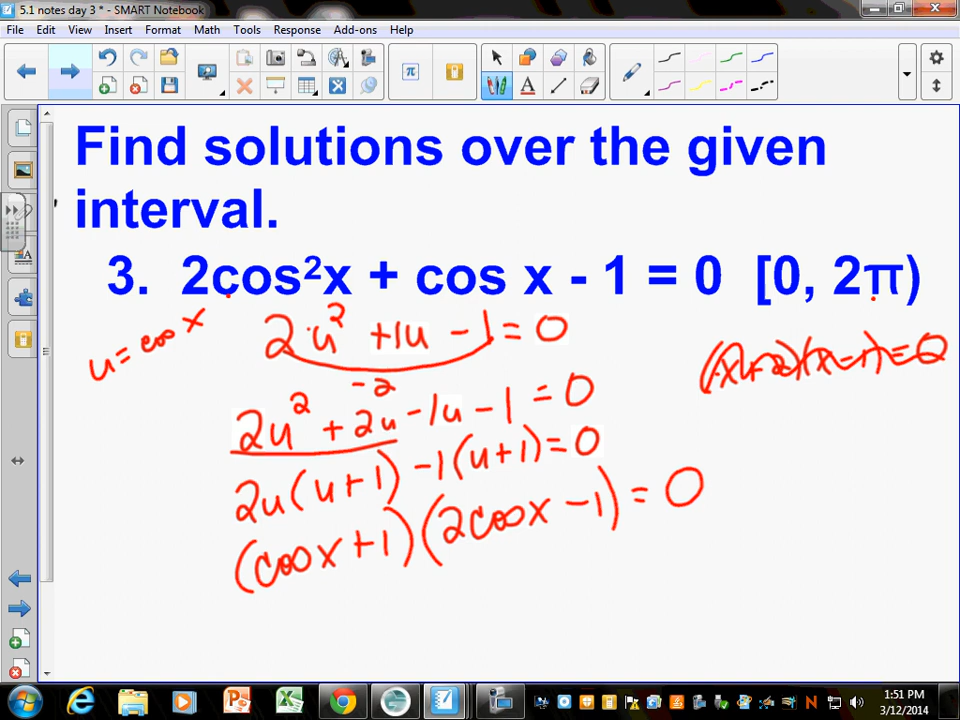 5.1 notes day 3 * - SMART Notebook
File Edit View Insert Format Math Tools Response Add-ons Help
Find solutions over the given
interval.
3. 2cos²x + cos x - 1 = 0 [0, 2π)
u = cos x
2u² + 1u - 1 = 0
-2
2u² + 2u - 1u - 1 = 0
2u(u+1) - 1(u+1) = 0
(cos x + 1)(2cos x - 1) = 0
1:51 PM
3/12/2014